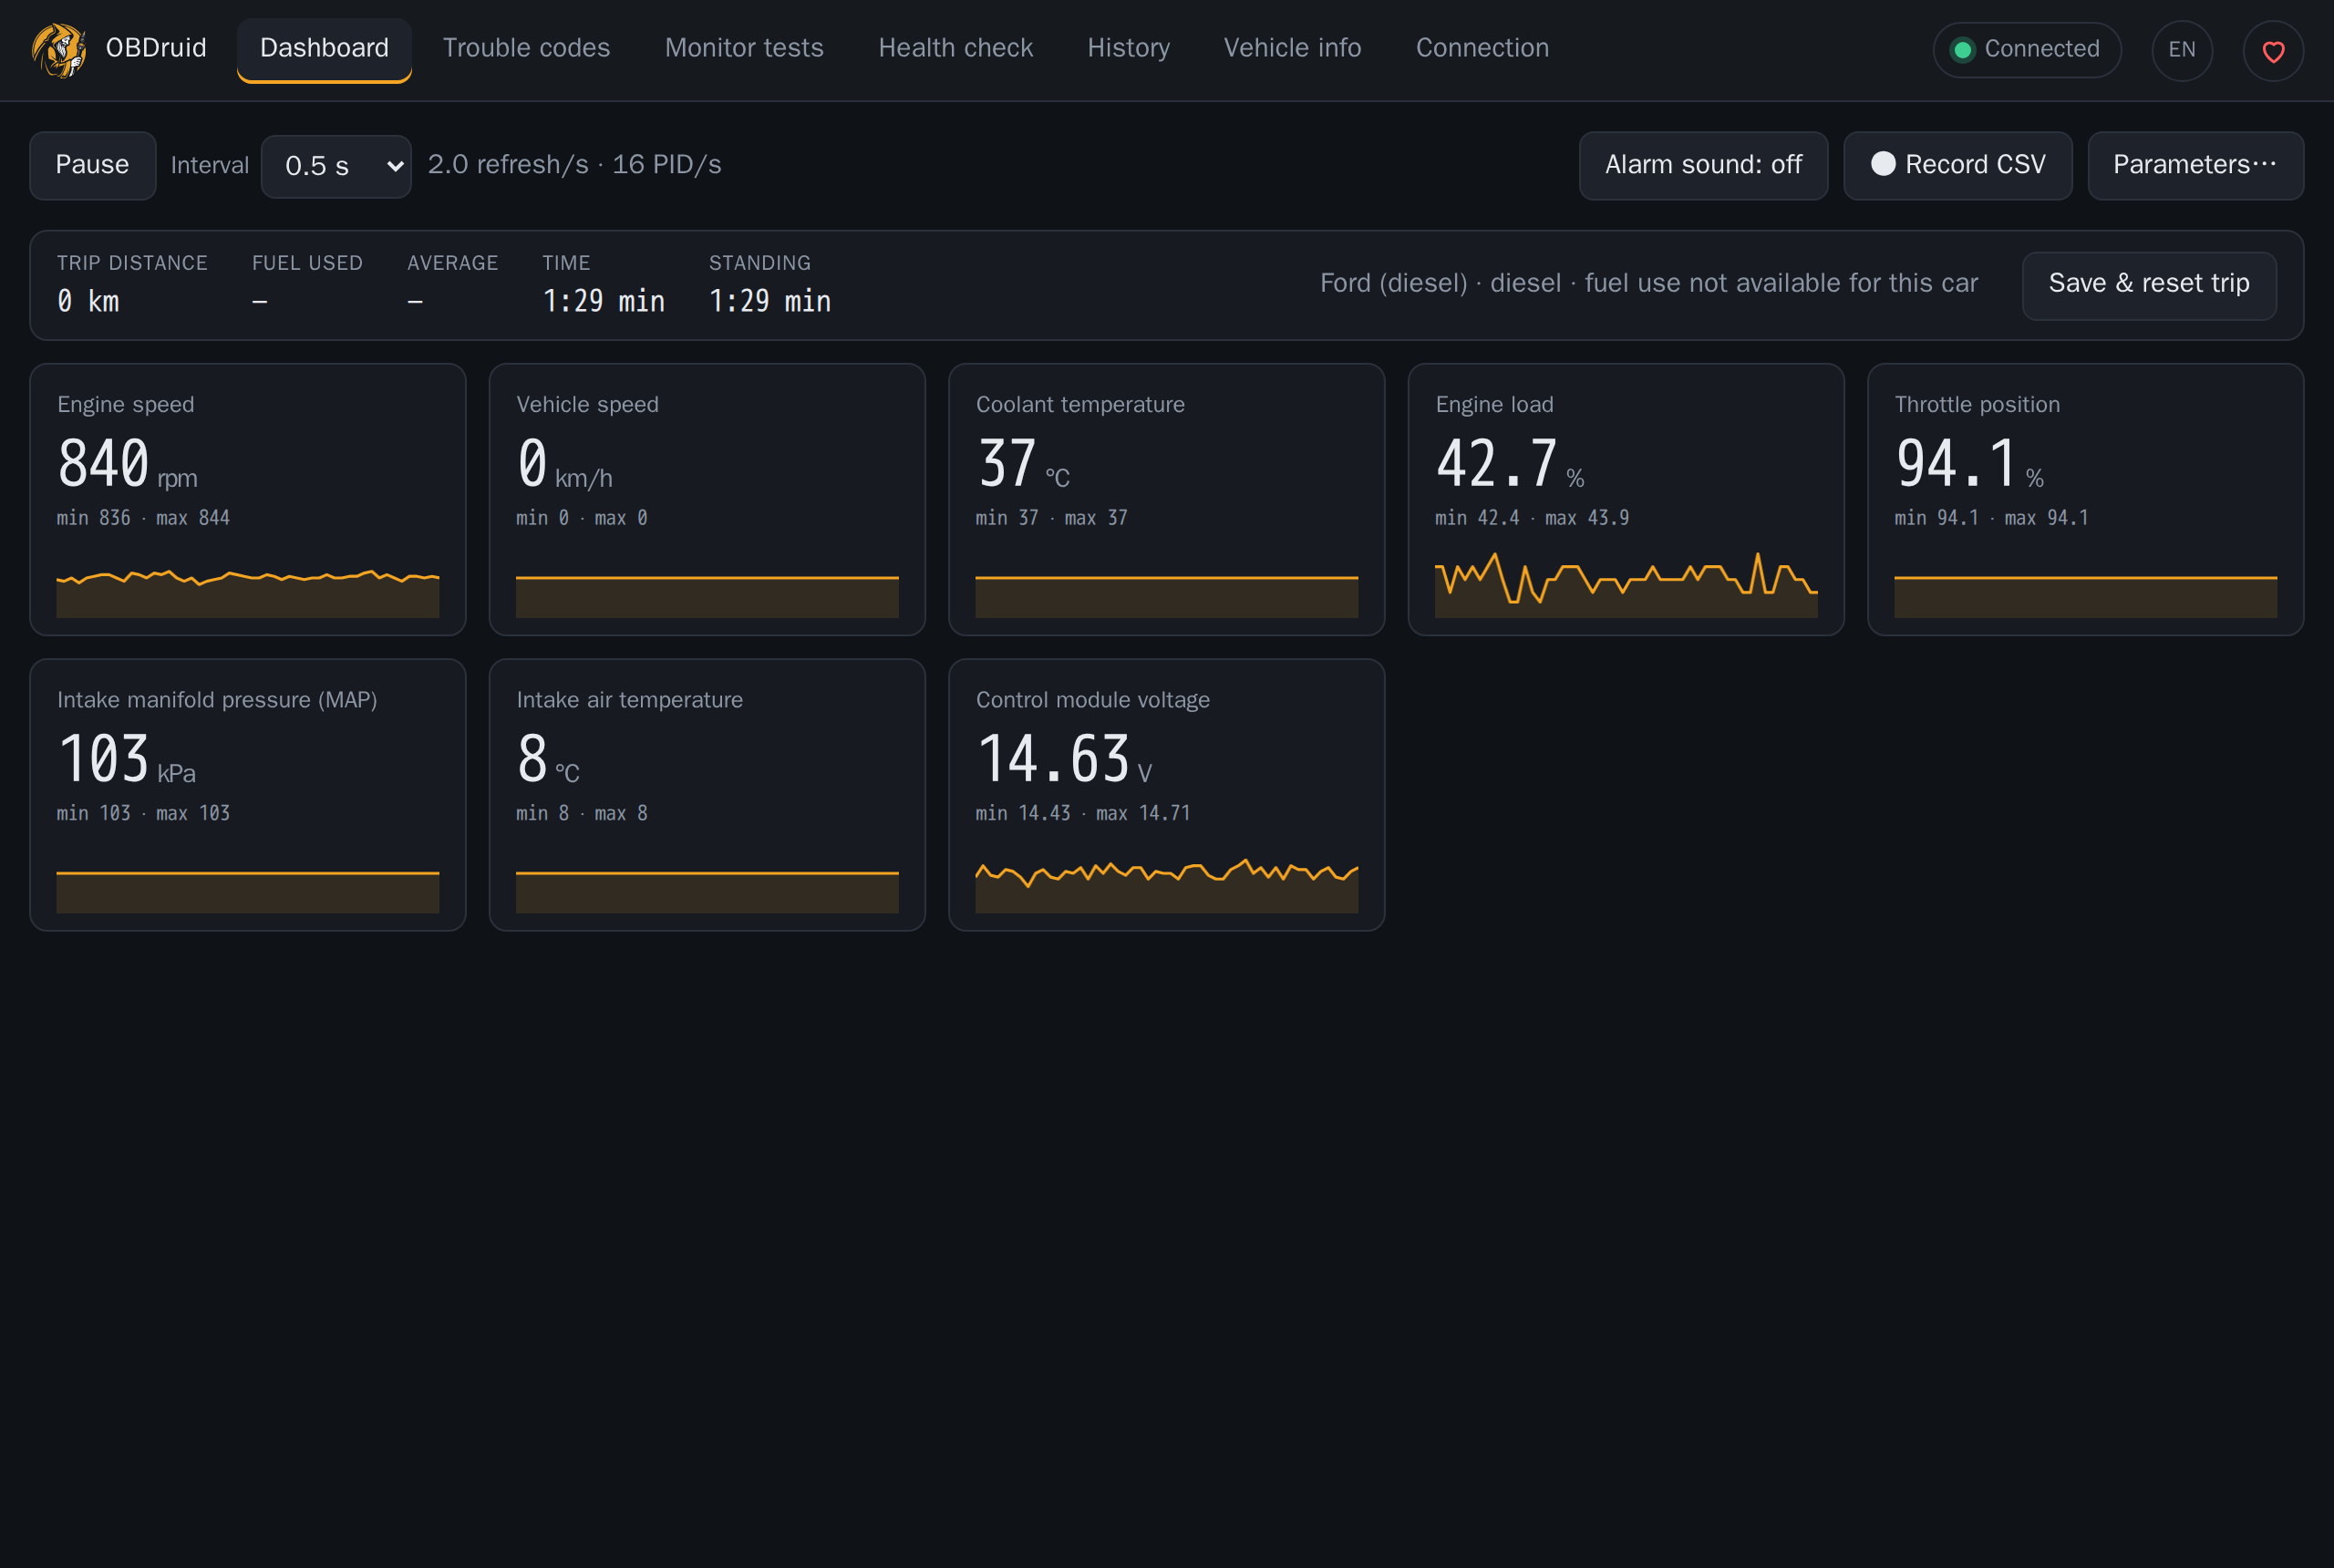 OBDruid Dashboard Trouble codes Monitor tests Health check History Vehicle info Connection Connected EN
Pause Interval 0.5 s 2.0 refresh/s · 16 PID/s Alarm sound: off Record CSV Parameters…
TRIP DISTANCE FUEL USED AVERAGE TIME STANDING
0 km – – 1:29 min 1:29 min
Ford (diesel) · diesel · fuel use not available for this car Save & reset trip
Engine speed
840 rpm
min 836 · max 844
Vehicle speed
0 km/h
min 0 · max 0
Coolant temperature
37 °C
min 37 · max 37
Engine load
42.7 %
min 42.4 · max 43.9
Throttle position
94.1 %
min 94.1 · max 94.1
Intake manifold pressure (MAP)
103 kPa
min 103 · max 103
Intake air temperature
8 °C
min 8 · max 8
Control module voltage
14.63 V
min 14.43 · max 14.71